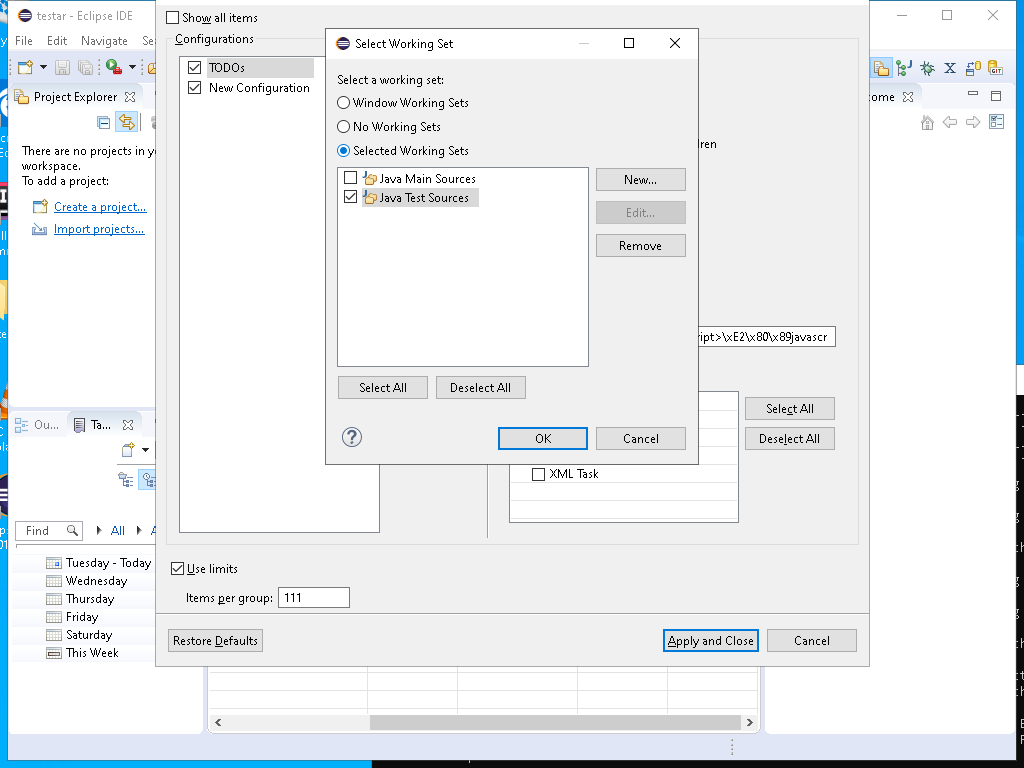 testar - Eclipse IDE
File Edit Navigate Se
Project Explorer
There are no projects in yo
workspace.
To add a project:
Create a project...
Import projects...
Ou...
Ta...
Find
All
Tuesday - Today
Wednesday
Thursday
Friday
Saturday
This Week
Show all items
Configurations
TODOs
New Configuration
Use limits
Items per group: 111
Restore Defaults
Apply and Close
Cancel
Select Working Set
Select a working set:
Window Working Sets
No Working Sets
Selected Working Sets
Java Main Sources
Java Test Sources
New...
Edit...
Remove
Select All
Deselect All
?
OK
Cancel
dren
ript>\xE2\x80\x89javascr
Select All
Deselect All
XML Task
come
GIT